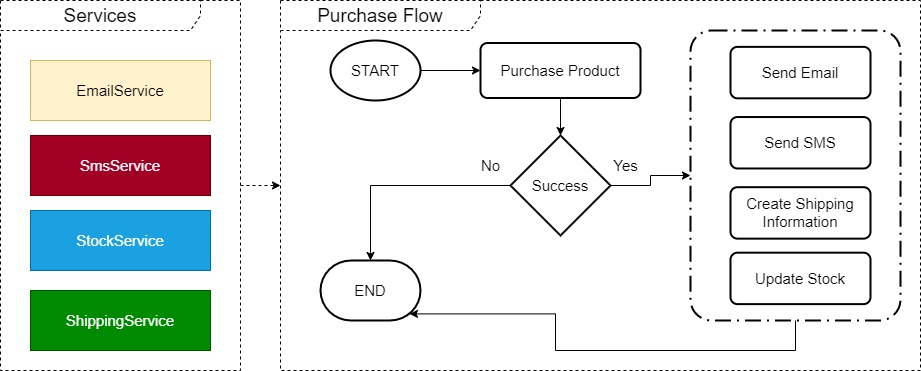 Services
EmailService
SmsService
StockService
ShippingService
Purchase Flow
START
Purchase Product
Success
No
Yes
END
Send Email
Send SMS
Create Shipping
Information
Update Stock